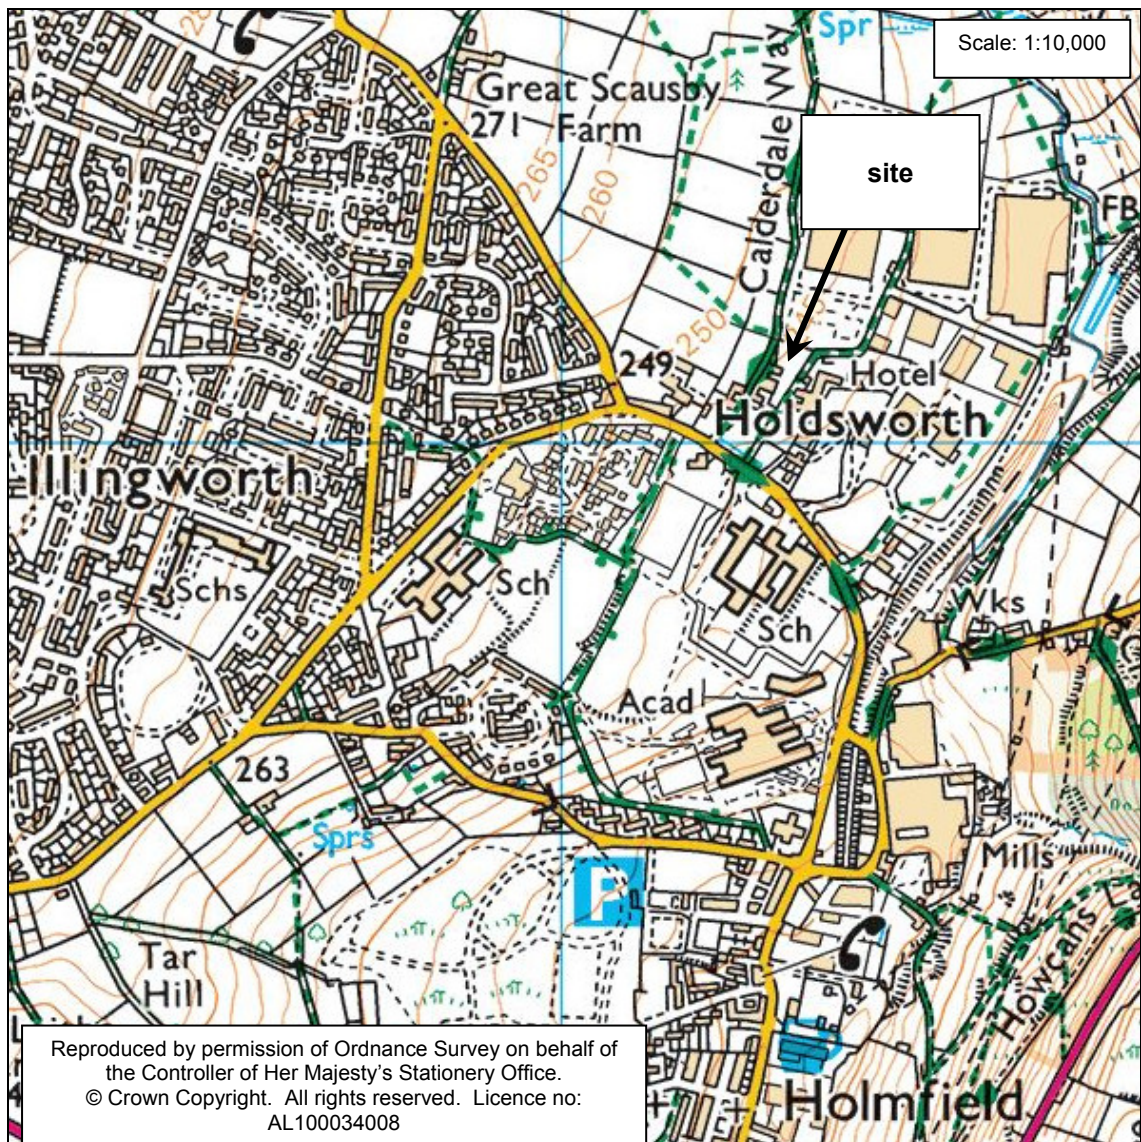 Spr
Scale: 1:10,000
Calderdale Way
Great Scausby
Farm
271
265
260
site
FB
250
249
Hotel
Holdsworth
Illingworth
Schs
Sch
Sch
Wks
Acad
263
Sprs
P
Mills
Howcans
Tar
Hill
Holmfield
Reproduced by permission of Ordnance Survey on behalf of
the Controller of Her Majesty's Stationery Office.
© Crown Copyright. All rights reserved. Licence no:
AL100034008